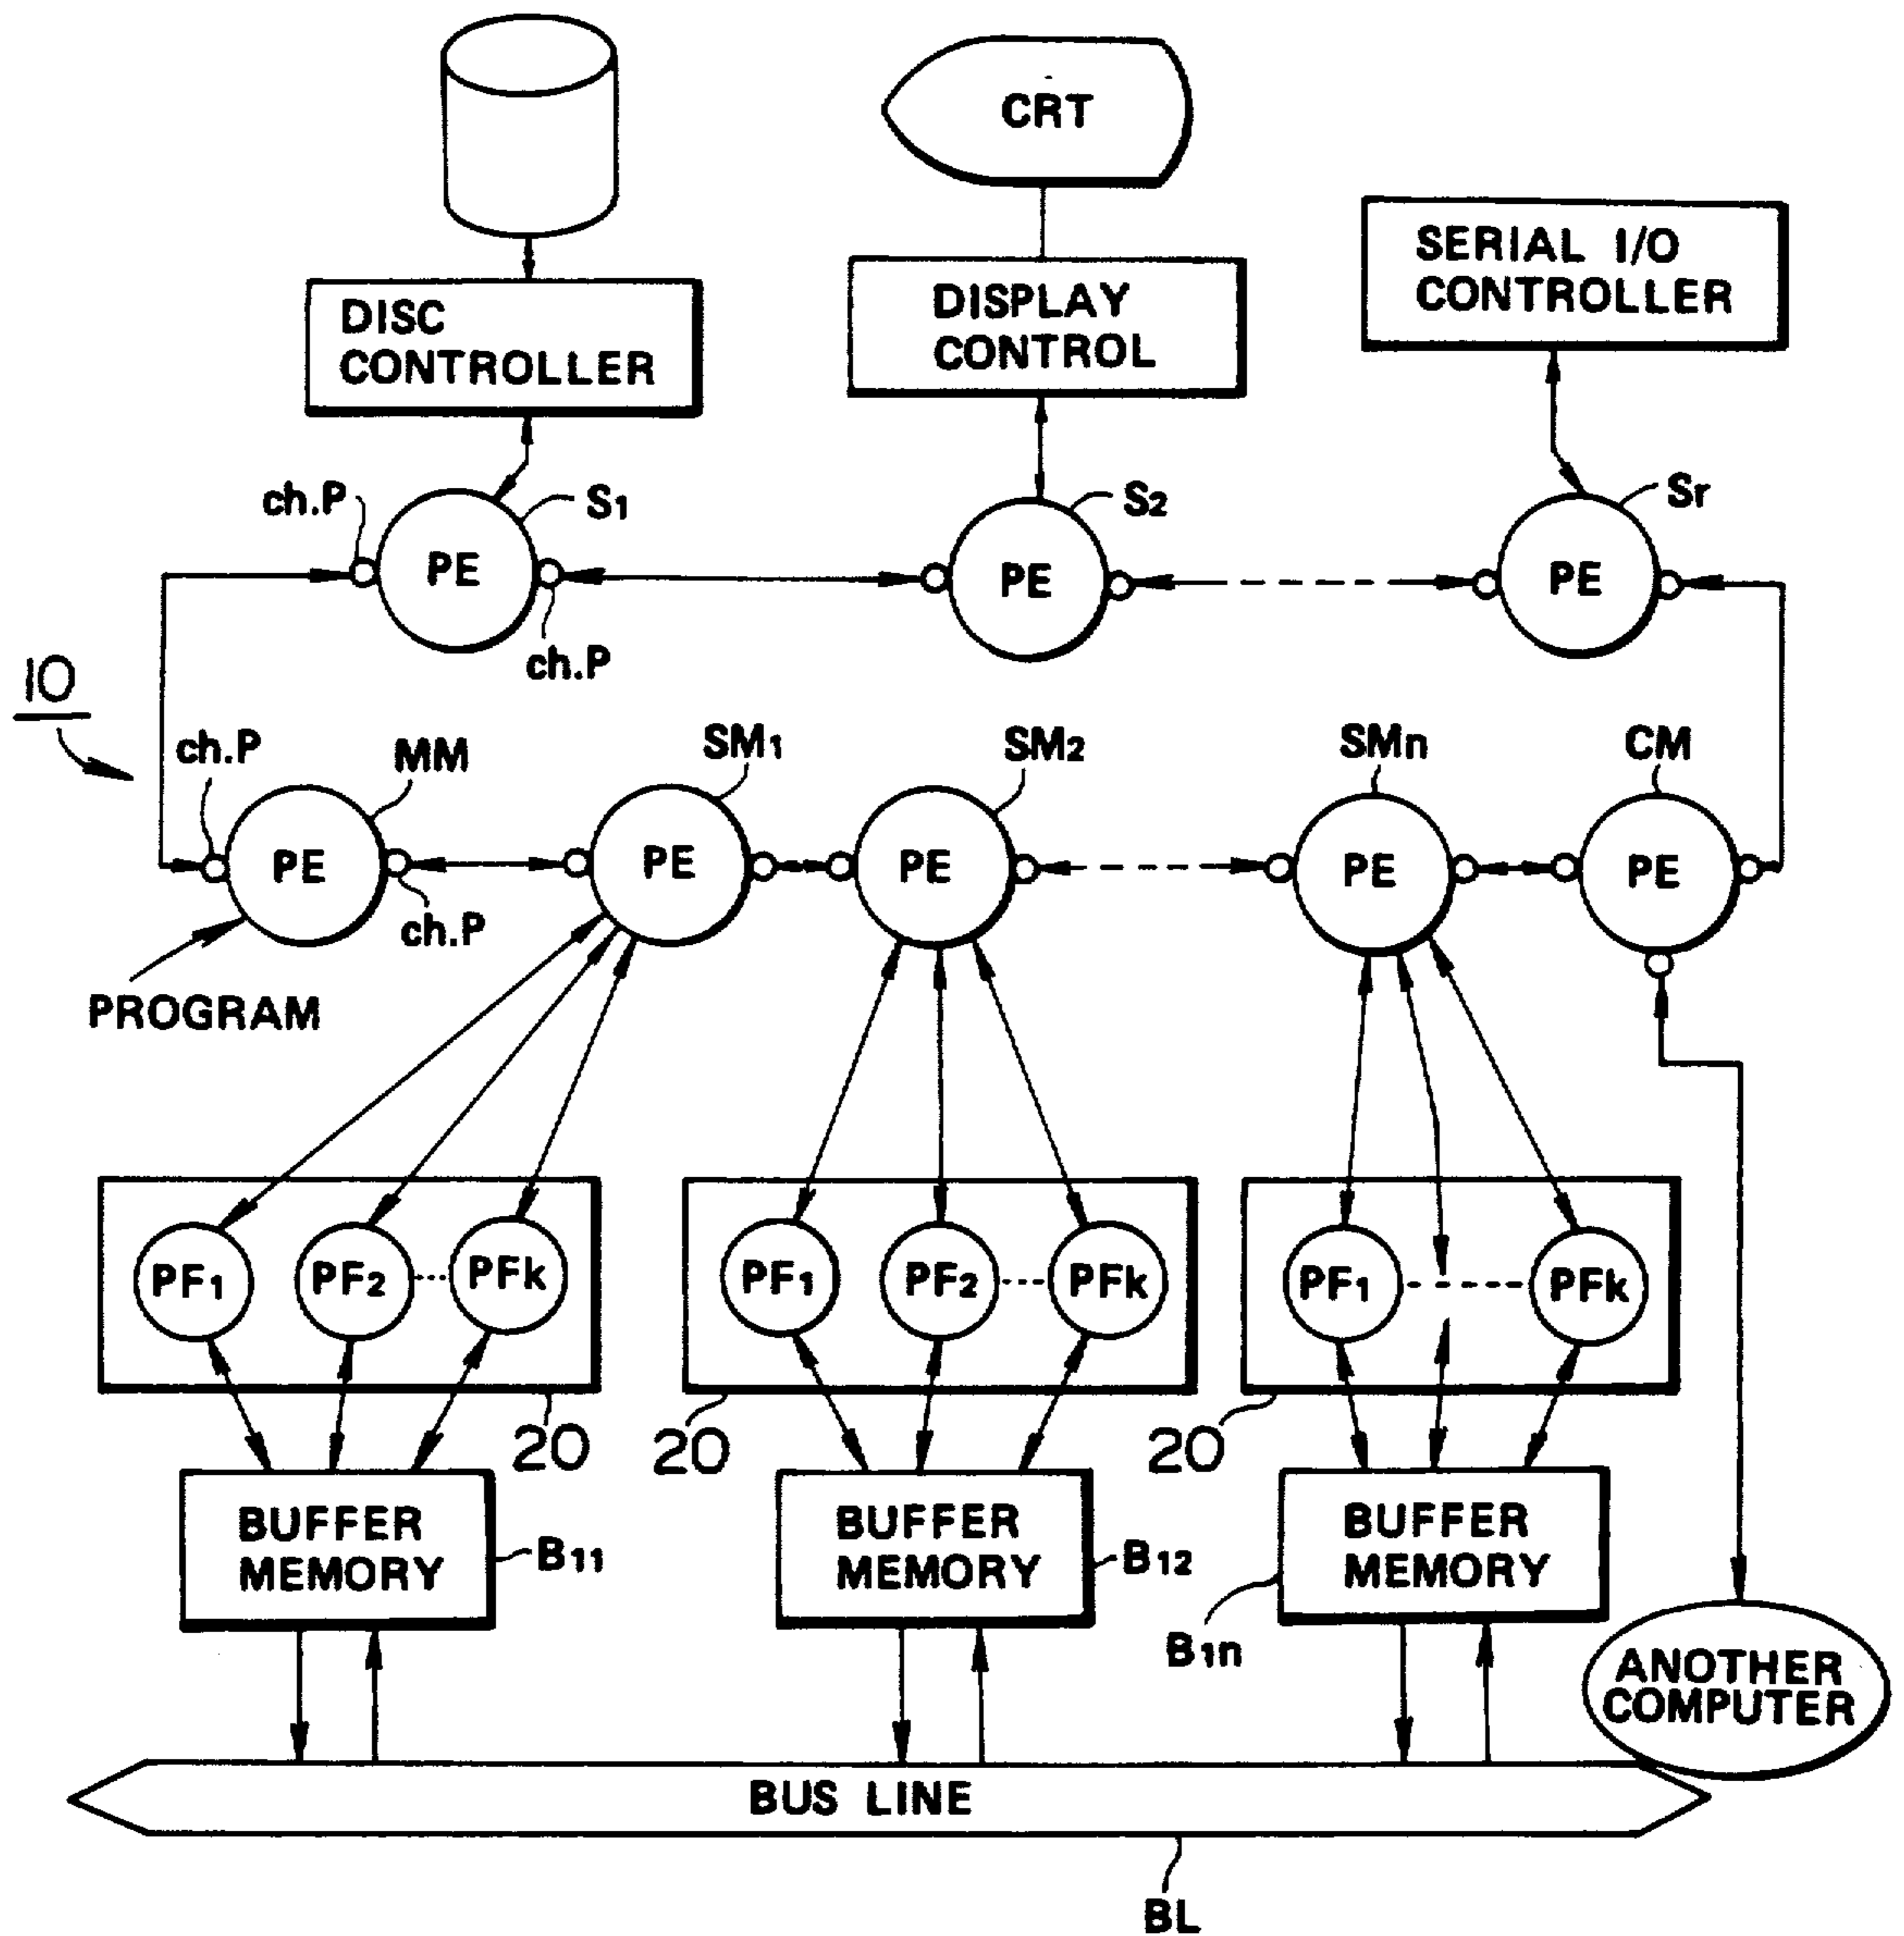 CRT
SERIAL I/O
CONTROLLER
DISC
CONTROLLER
DISPLAY
CONTROL
ch.P
S1
S2
Sr
PE
PE
PE
ch.P
10
ch.P
MM
SM1
SM2
SMn
CM
PE
PE
PE
PE
PE
ch.P
PROGRAM
PF1
PF2
PFk
PF1
PF2
PFk
PF1
PFk
20
20
20
BUFFER
MEMORY
B11
BUFFER
MEMORY
B12
BUFFER
MEMORY
B1n
ANOTHER
COMPUTER
BUS LINE
BL